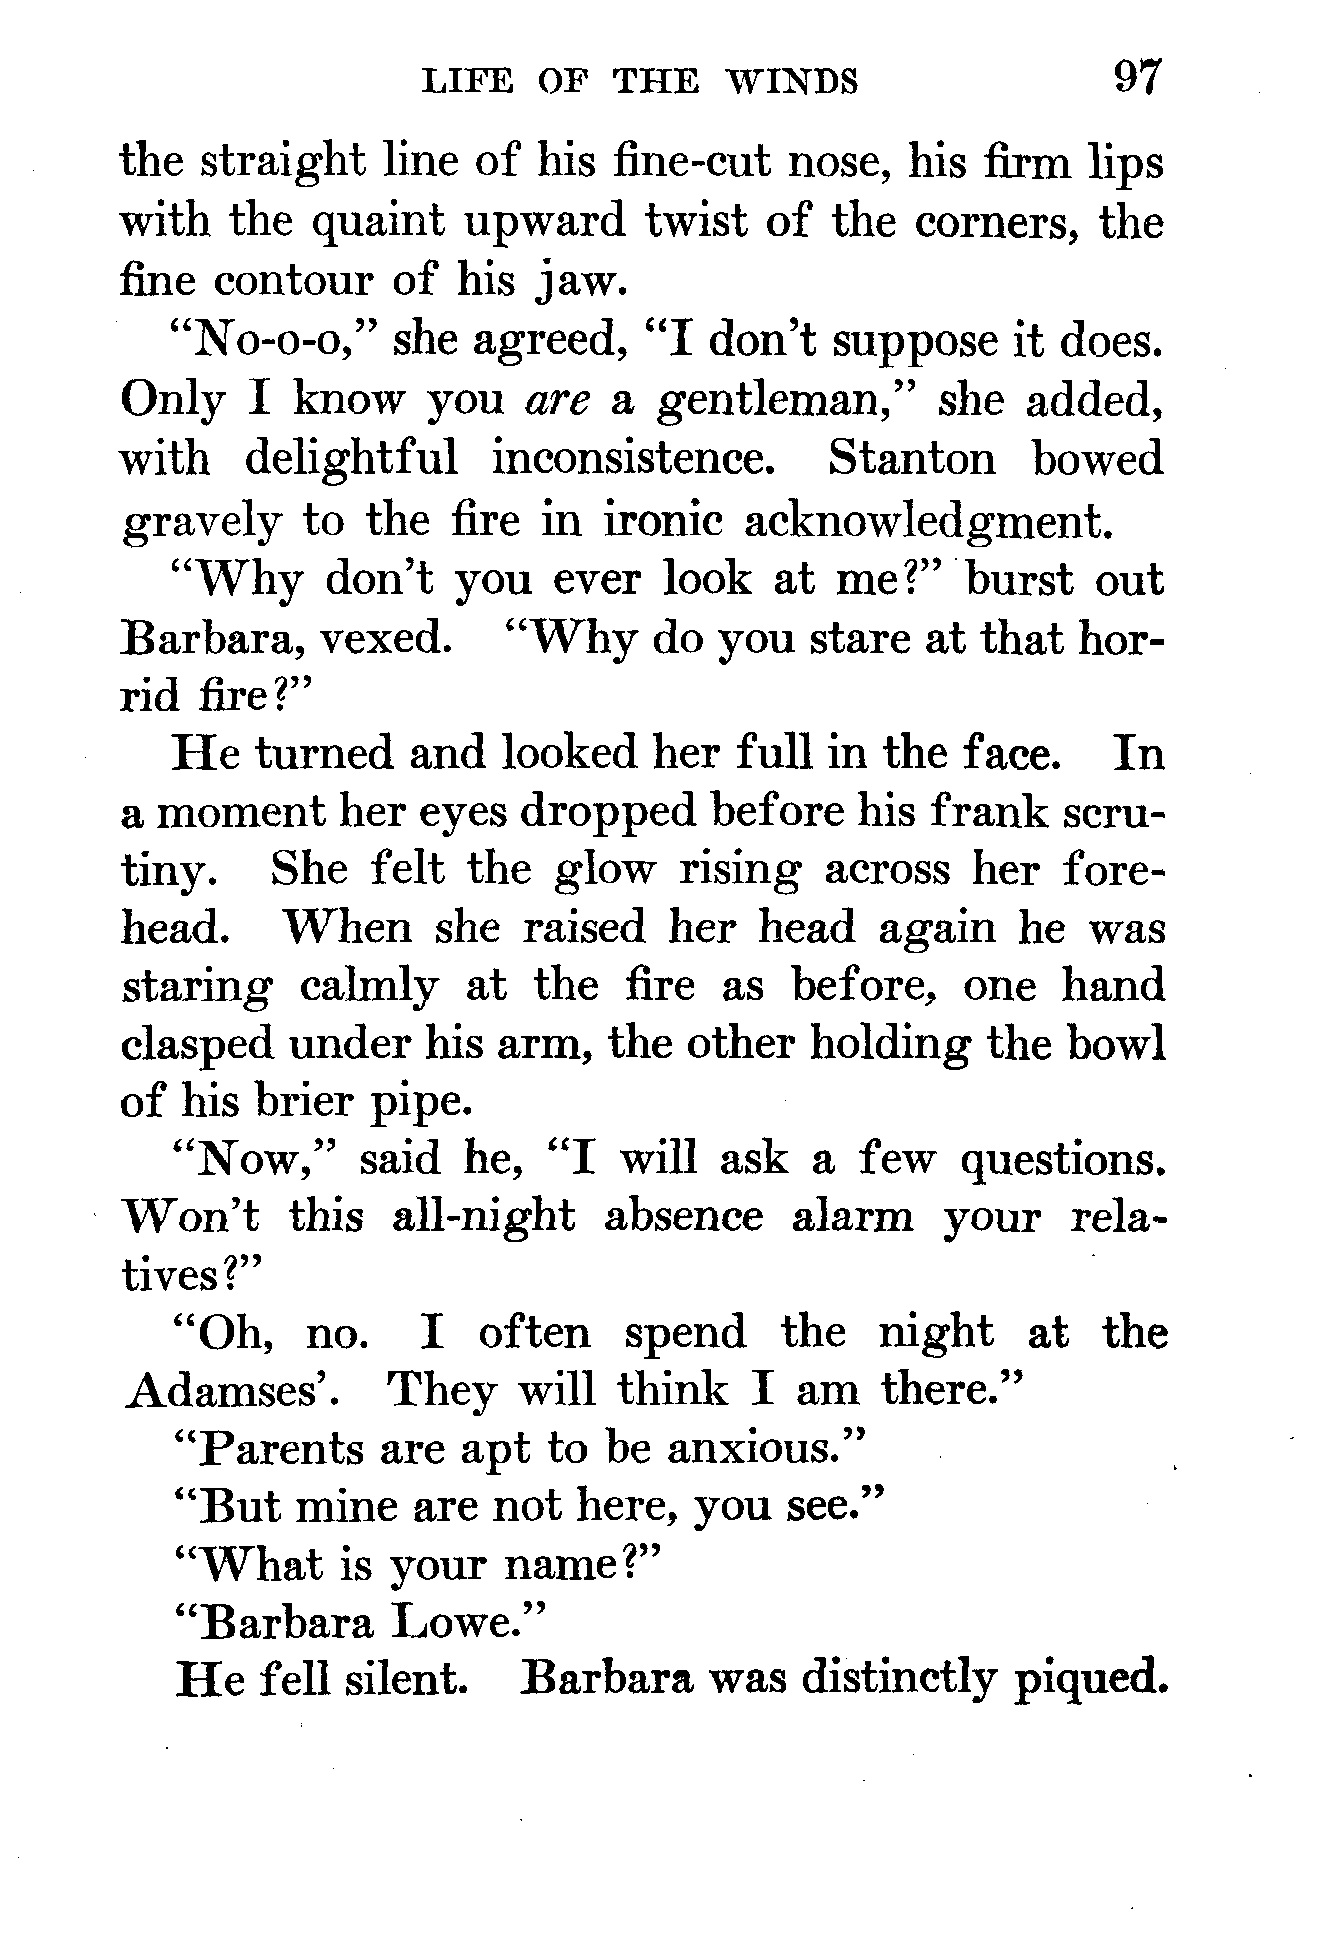 LIFE OF THE WINDS 97
the straight line of his fine-cut nose, his firm lips
with the quaint upward twist of the corners, the
fine contour of his jaw.
“No-o-o,” she agreed, “I don’t suppose it does.
Only I know you are a gentleman,” she added,
with delightful inconsistence. Stanton bowed
gravely to the fire in ironic acknowledgment.
“Why don’t you ever look at me?” burst out
Barbara, vexed. “Why do you stare at that hor-
rid fire?”
He turned and looked her full in the face. In
a moment her eyes dropped before his frank scru-
tiny. She felt the glow rising across her fore-
head. When she raised her head again he was
staring calmly at the fire as before, one hand
clasped under his arm, the other holding the bowl
of his brier pipe.
“Now,” said he, “I will ask a few questions.
Won’t this all-night absence alarm your rela-
tives?”
“Oh, no. I often spend the night at the
Adamses’. They will think I am there.”
“Parents are apt to be anxious.”
“But mine are not here, you see.”
“What is your name?”
“Barbara Lowe.”
He fell silent. Barbara was distinctly piqued.